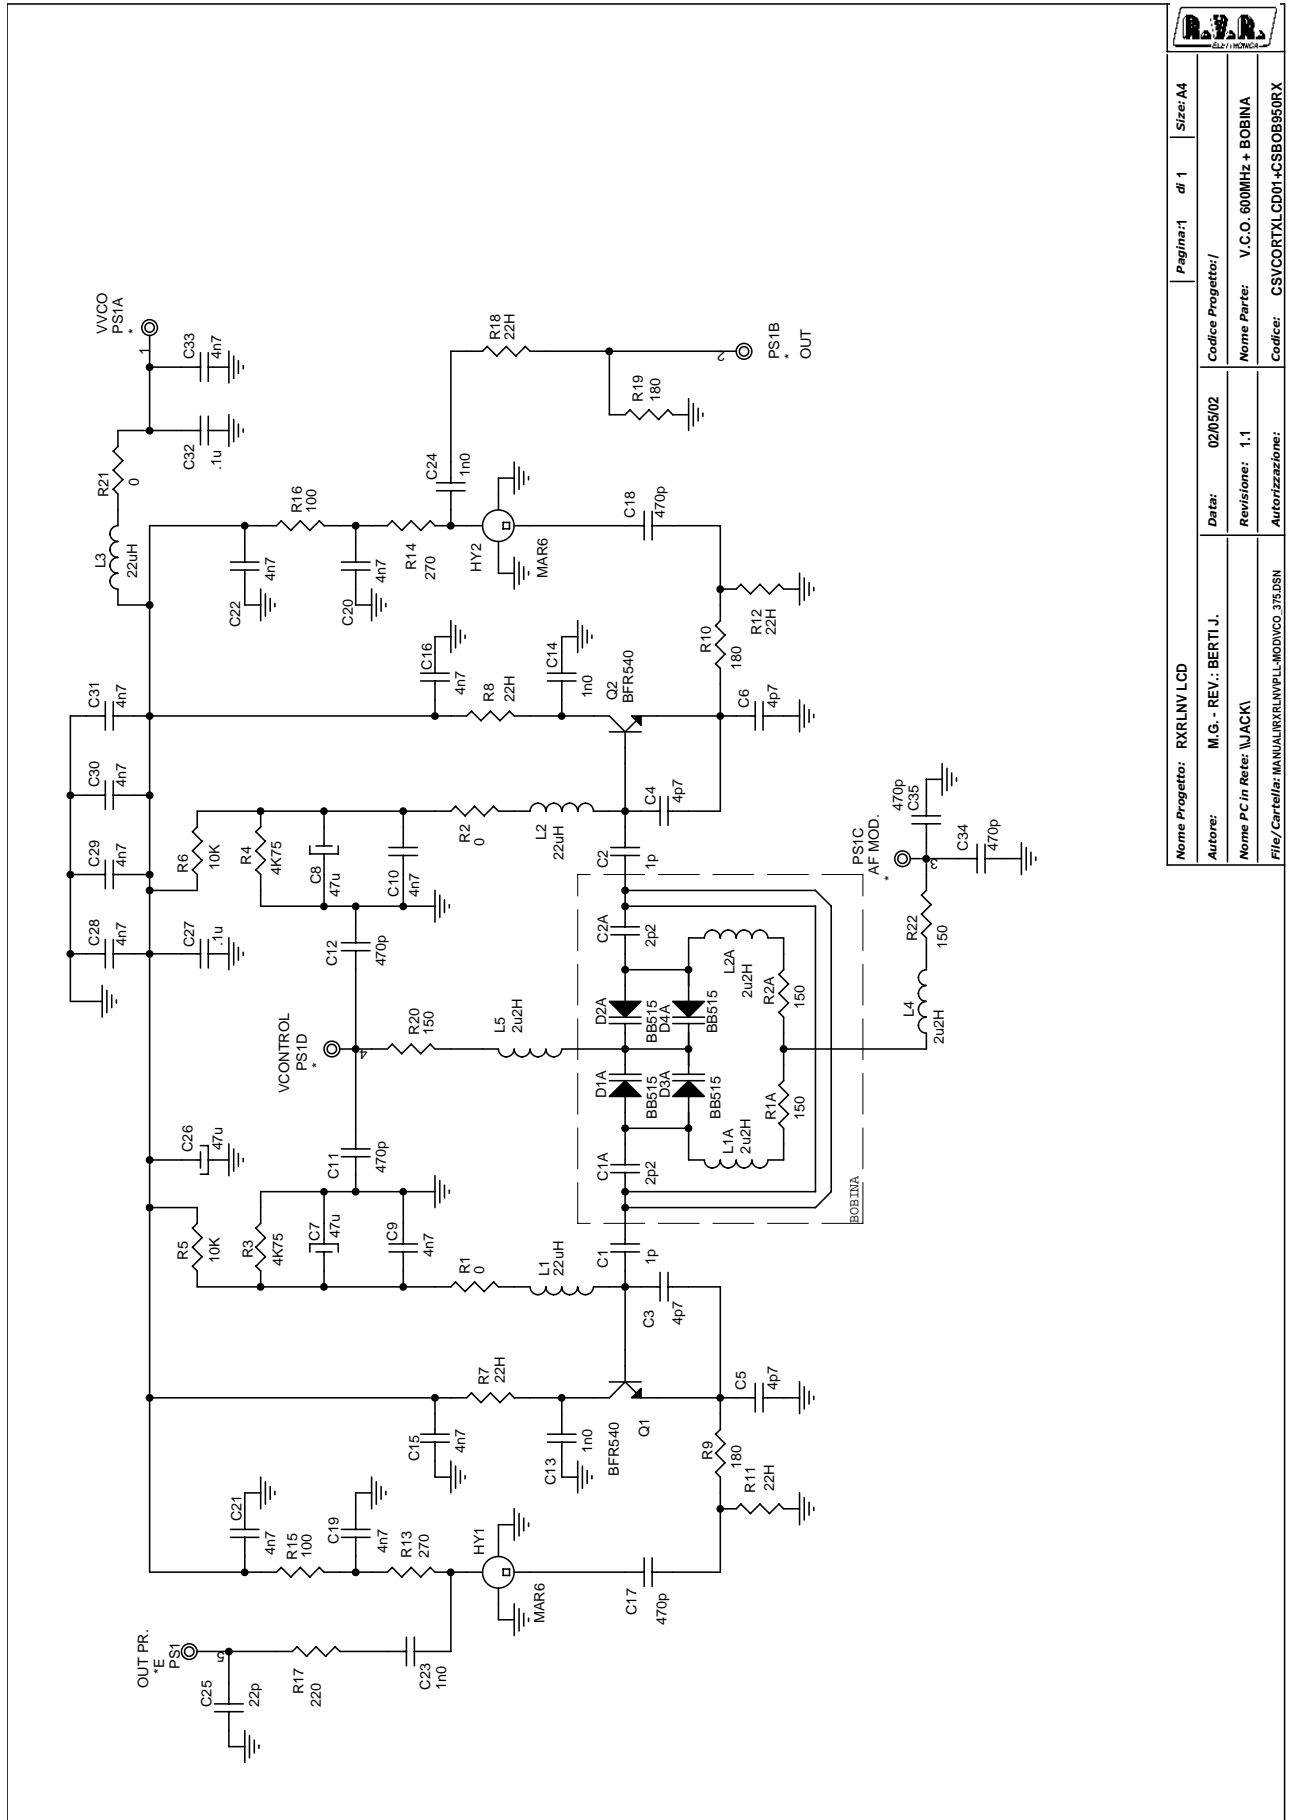 VVCO
PS1A
*
1
C33
4n7
C32
.1u
R21
0
L3
22uH
R18
22H
2
PS1B
*
OUT
R19
180
C24
1n0
R16
100
C22
4n7
C20
4n7
R14
270
HY2
MAR6
C18
470p
R12
22H
R10
180
C16
4n7
R8
22H
C14
1n0
Q2
BFR540
C6
4p7
C31
4n7
C30
4n7
C29
4n7
C28
4n7
C27
.1u
R6
10K
R4
4K75
C8
47u
C10
4n7
R2
0
L2
22uH
C4
4p7
C2
1p
C12
470p
VCONTROL
PS1D
*
4
R20
150
L5
2u2H
C11
470p
C26
47u
R5
10K
R3
4K75
C7
47u
C9
4n7
R1
0
L1
22uH
C3
4p7
C1
1p
C2A
2p2
D2A
BB515
D4A
BB515
L2A
2u2H
R2A
150
D1A
BB515
D3A
BB515
L1A
2u2H
R1A
150
C1A
2p2
BOBINA
PS1C
AF MOD.
*
3
470p
C35
C34
470p
R22
150
L4
2u2H
R7
22H
C15
4n7
C13
1n0
BFR540
Q1
C5
4p7
R9
180
R11
22H
C21
4n7
R15
100
C19
4n7
R13
270
HY1
MAR6
C17
470p
OUT PR.
*E
PS1
5
C25
22p
R17
220
C23
1n0
R.V.R.
ELETTRONICA
Nome Progetto: RXRLNV LCD
Pagina:1 di 1
Size:A4
Autore: M.G. - REV.: BERTI J.
Data: 02/05/02
Codice Progetto:/
Nome PC in Rete: \\JACK\
Revisione: 1.1
Nome Parte: V.C.O. 600MHz + BOBINA
File/Cartella: MANUALI\RXRLNV\PLL-MOD\VCO_375.DSN
Autorizzazione:
Codice: CSVCORTXLCD01+CSBOB950RX